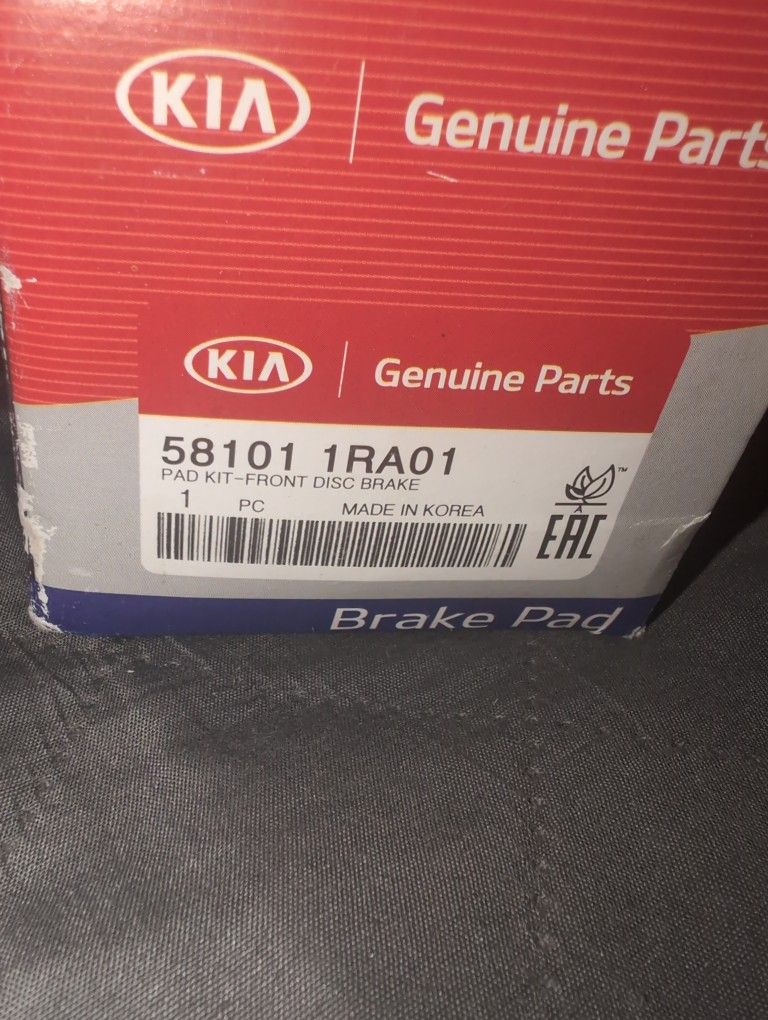 KIA Genuine Parts
KIA Genuine Parts
58101 1RA01
PAD KIT-FRONT DISC BRAKE
1 PC MADE IN KOREA
TM
EAC
Brake Pad